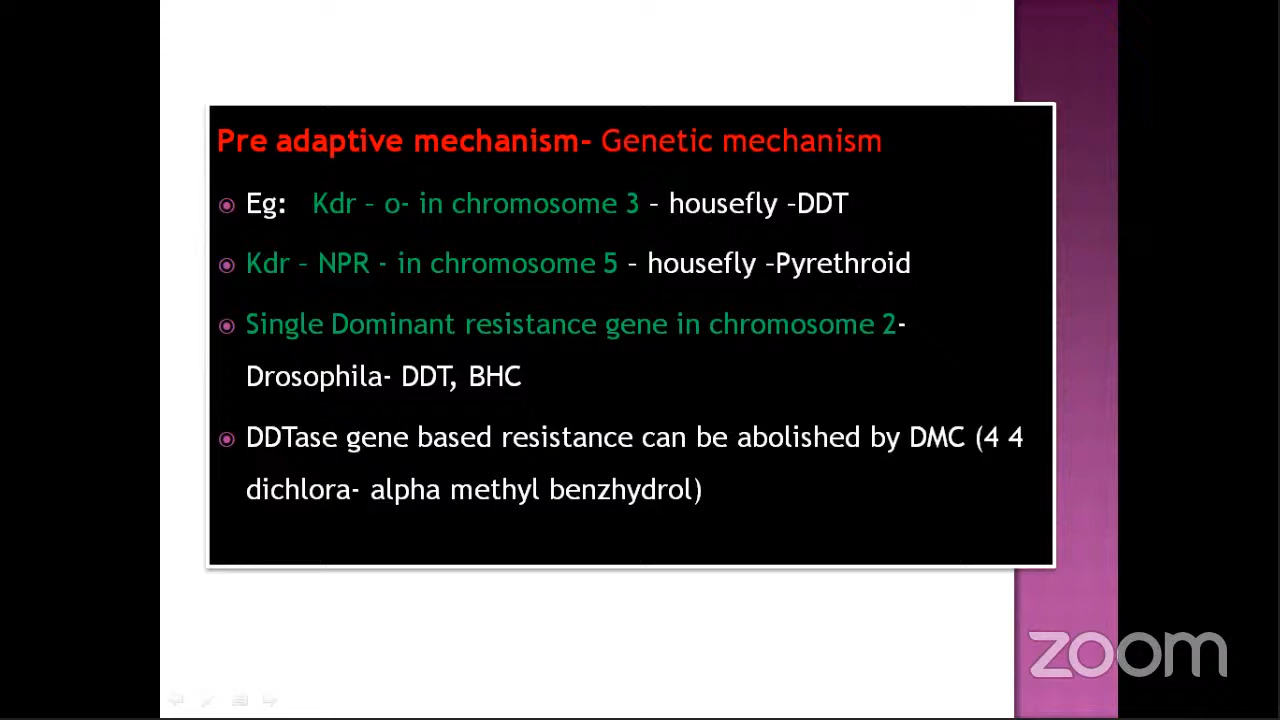 Pre adaptive mechanism- Genetic mechanism
Eg: Kdr – o- in chromosome 3 – housefly –DDT
Kdr – NPR - in chromosome 5 – housefly –Pyrethroid
Single Dominant resistance gene in chromosome 2-
Drosophila- DDT, BHC
DDTase gene based resistance can be abolished by DMC (4 4
dichlora- alpha methyl benzhydrol)
zoom